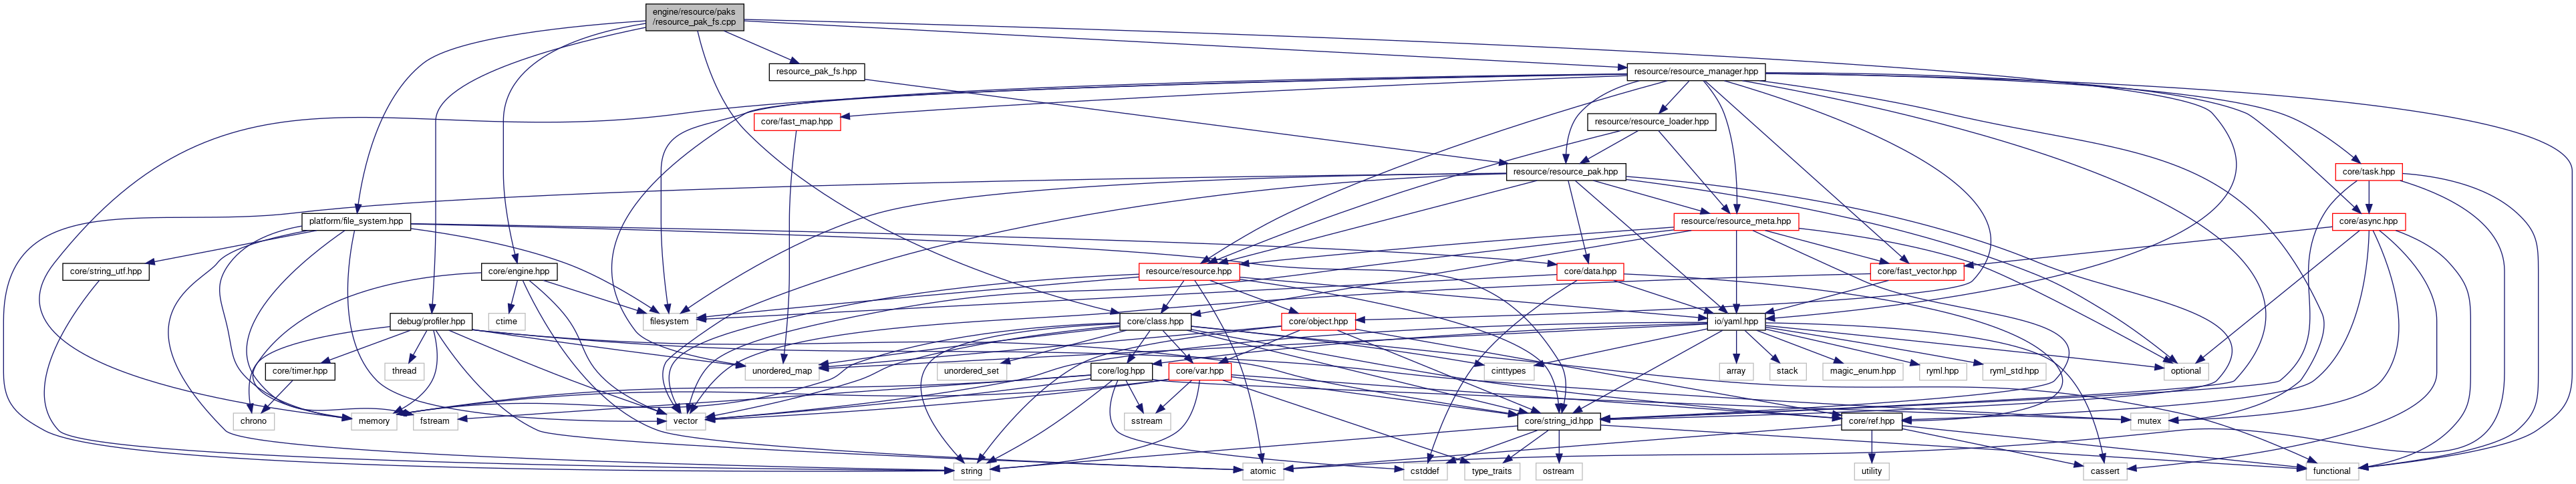 engine/resource/paks
/resource_pak_fs.cpp
resource_pak_fs.hpp
resource/resource_manager.hpp
core/fast_map.hpp
resource/resource_loader.hpp
resource/resource_pak.hpp
core/task.hpp
platform/file_system.hpp
resource/resource_meta.hpp
core/async.hpp
core/string_utf.hpp
core/engine.hpp
resource/resource.hpp
core/data.hpp
core/fast_vector.hpp
ctime
filesystem
debug/profiler.hpp
core/class.hpp
core/object.hpp
io/yaml.hpp
core/timer.hpp
thread
unordered_map
unordered_set
core/log.hpp
core/var.hpp
cinttypes
array
stack
magic_enum.hpp
ryml.hpp
ryml_std.hpp
optional
chrono
memory
fstream
vector
sstream
core/string_id.hpp
core/ref.hpp
mutex
string
atomic
cstddef
type_traits
ostream
utility
cassert
functional